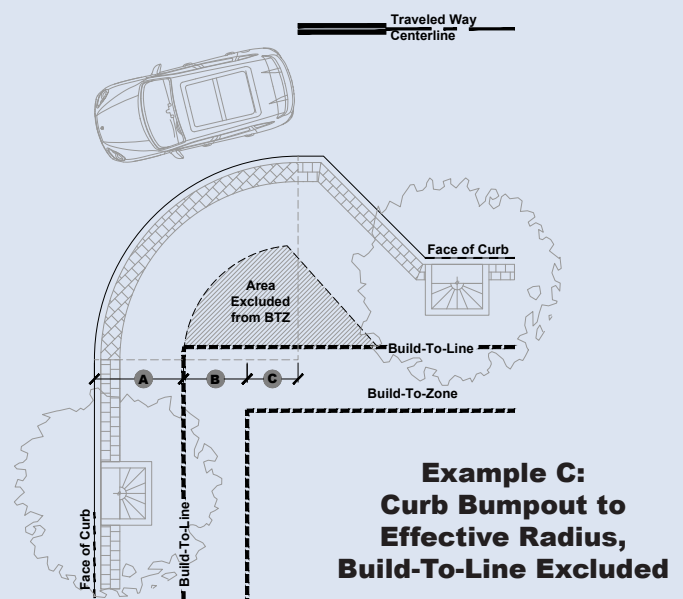 Traveled Way
Centerline
Face of Curb
Area
Excluded
from BTZ
Build-To-Line
A
B
C
Build-To-Zone
Example C:
Curb Bumpout to
Effective Radius,
Build-To-Line Excluded
Face of Curb
Build-To-Line